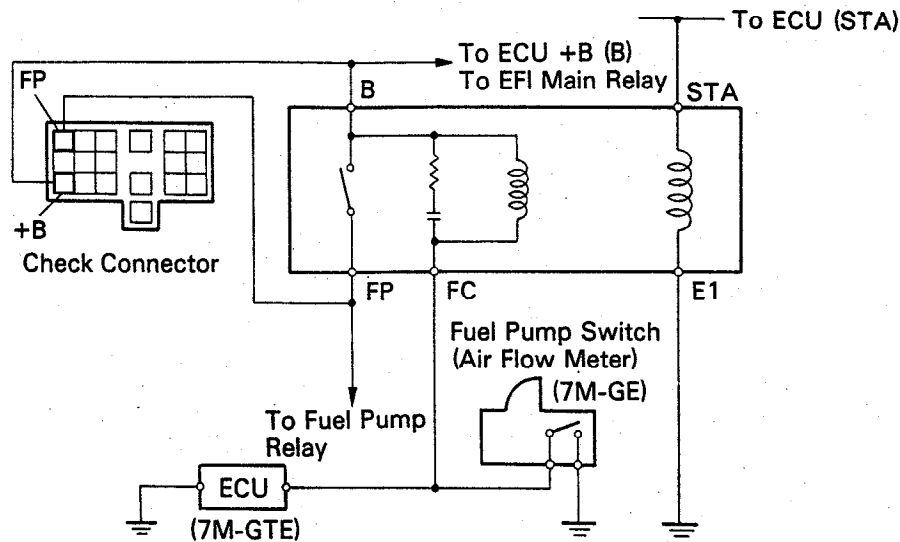 To ECU (STA)
To ECU +B (B)
To EFI Main Relay
FP
B
STA
+B
Check Connector
FP
FC
E1
Fuel Pump Switch
(Air Flow Meter)
(7M-GE)
To Fuel Pump
Relay
ECU
(7M-GTE)